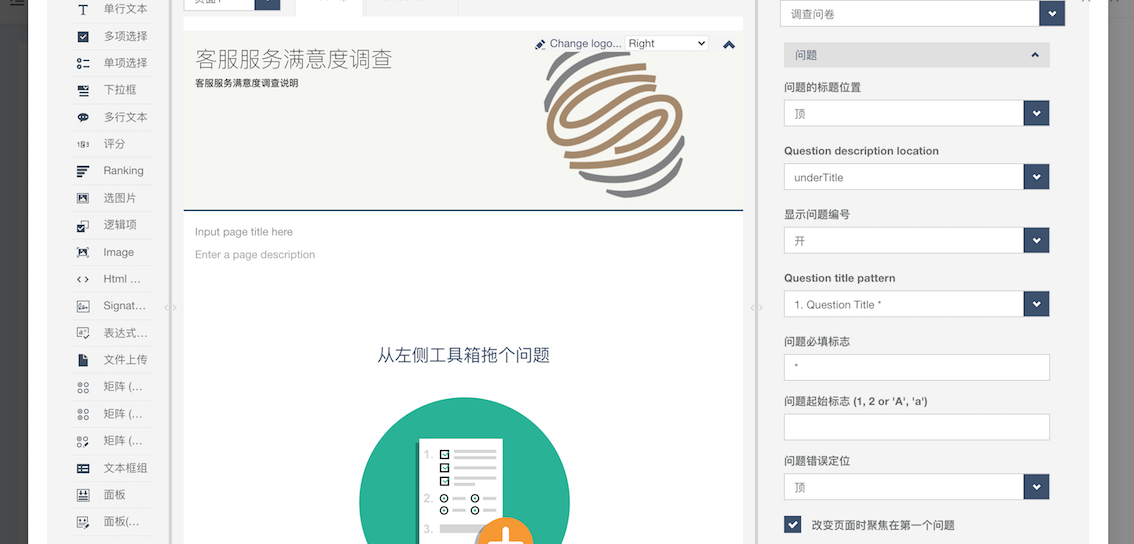 单行文本
多项选择
单项选择
下拉框
多行文本
评分
Ranking
选图片
逻辑项
Image
Html ...
Signat...
表达式...
文件上传
矩阵 (...
矩阵 (...
矩阵 (...
文本框组
面板
面板(...
客服服务满意度调查
客服服务满意度调查说明
Change logo...
Right
Input page title here
Enter a page description
从左侧工具箱拖个问题
1.
2.
3.
调查问卷
问题
问题的标题位置
顶
Question description location
underTitle
显示问题编号
开
Question title pattern
1. Question Title *
问题必填标志
*
问题起始标志 (1, 2 or 'A', 'a')
问题错误定位
顶
改变页面时聚焦在第一个问题